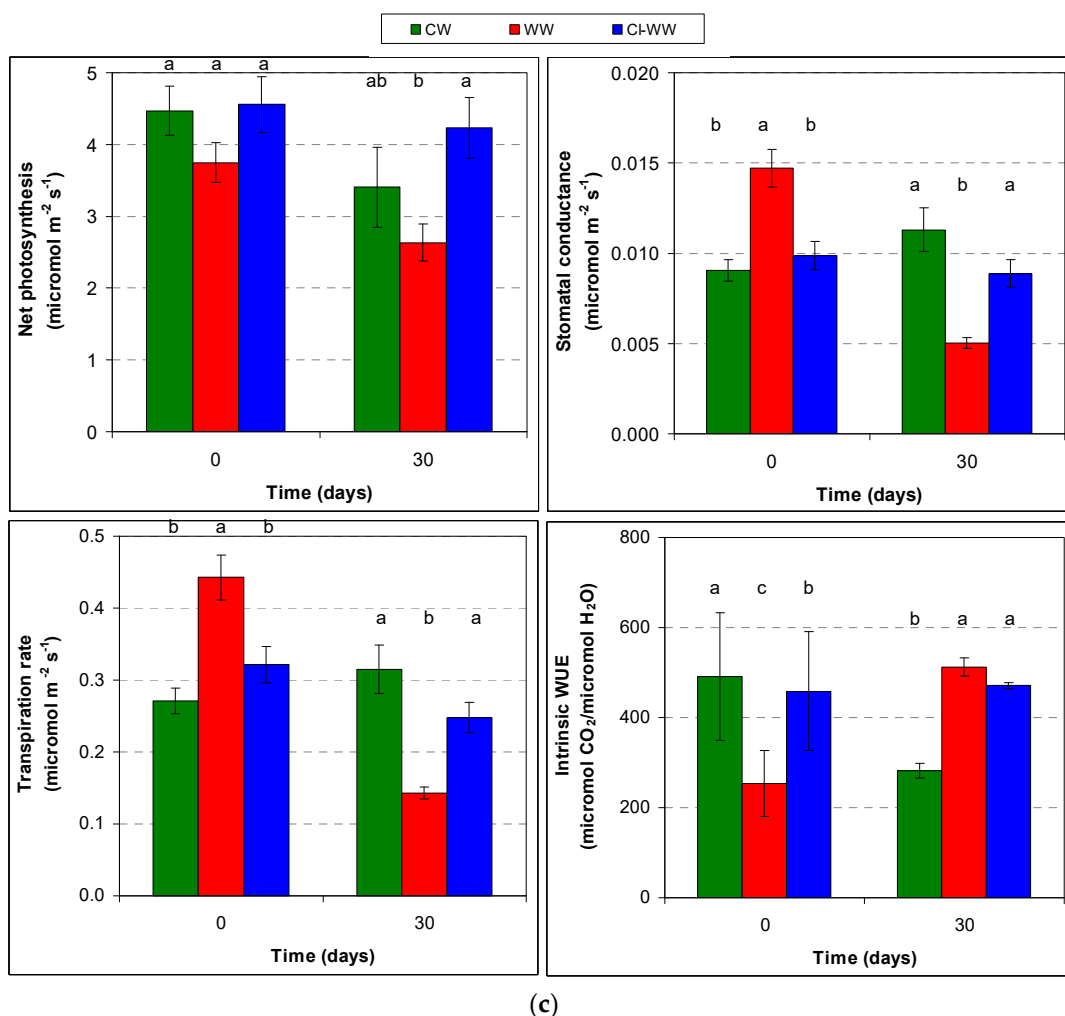 CW WW Cl-WW
a a a ab b a
5
4
3
2
1
0
Net photosynthesis
(micromol m⁻² s⁻¹)
0 30
Time (days)
b a b a b a
0.020
0.015
0.010
0.005
0.000
Stomatal conductance
(micromol m⁻² s⁻¹)
0 30
Time (days)
b a b a b a
0.5
0.4
0.3
0.2
0.1
0.0
Transpiration rate
(micromol m⁻² s⁻¹)
0 30
Time (days)
a c b b a a
800
600
400
200
0
Intrinsic WUE
(micromol CO₂/micromol H₂O)
0 30
Time (days)
(c)